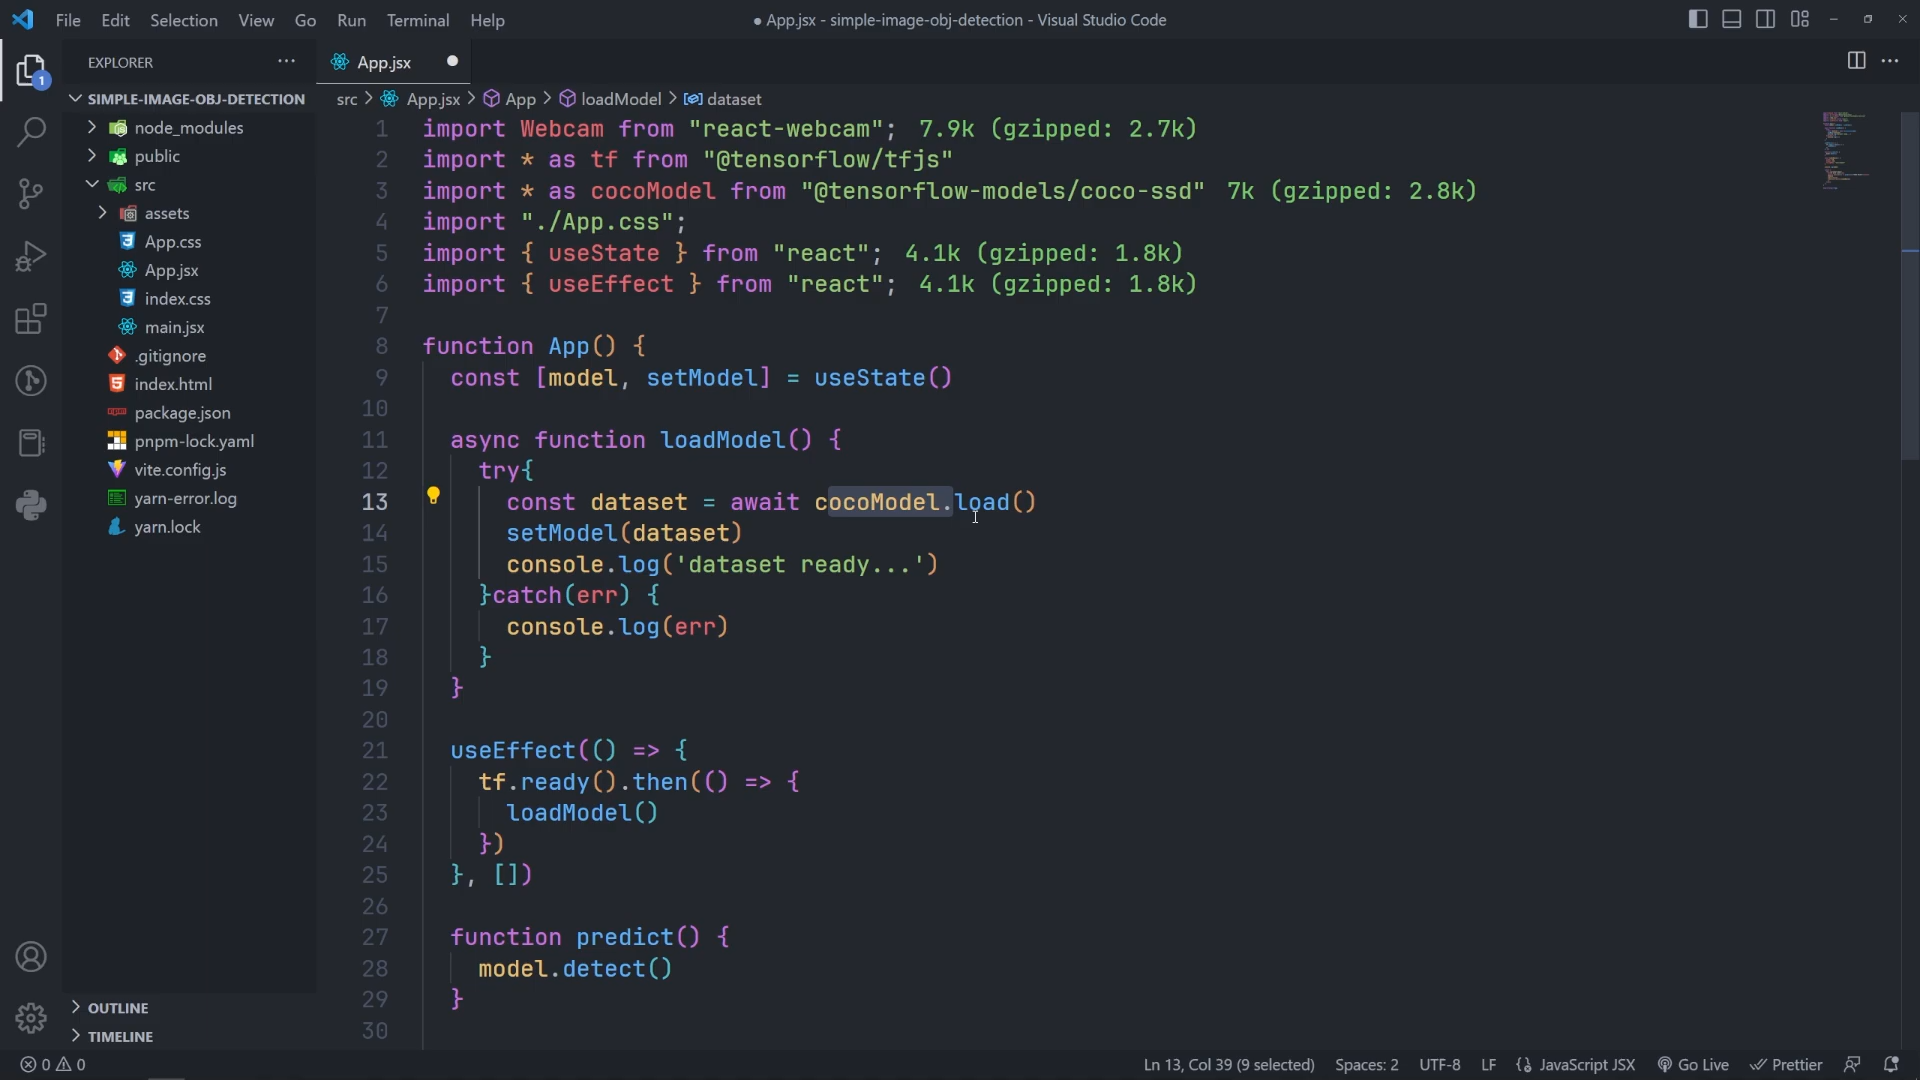 File Edit Selection View Go Run Terminal Help
● App.jsx - simple-image-obj-detection - Visual Studio Code
EXPLORER
App.jsx
SIMPLE-IMAGE-OBJ-DETECTION
node_modules
public
src
assets
App.css
App.jsx
index.css
main.jsx
.gitignore
index.html
package.json
pnpm-lock.yaml
vite.config.js
yarn-error.log
yarn.lock
OUTLINE
TIMELINE
1
src > App.jsx > App > loadModel > dataset
1 import Webcam from "react-webcam"; 7.9k (gzipped: 2.7k)
2 import * as tf from "@tensorflow/tfjs"
3 import * as cocoModel from "@tensorflow-models/coco-ssd" 7k (gzipped: 2.8k)
4 import "./App.css";
5 import { useState } from "react"; 4.1k (gzipped: 1.8k)
6 import { useEffect } from "react"; 4.1k (gzipped: 1.8k)
7
8 function App() {
9 const [model, setModel] = useState()
10
11 async function loadModel() {
12 try{
13 const dataset = await cocoModel.load()
14 setModel(dataset)
15 console.log('dataset ready...')
16 }catch(err) {
17 console.log(err)
18 }
19 }
20
21 useEffect(() => {
22 tf.ready().then(() => {
23 loadModel()
24 })
25 }, [])
26
27 function predict() {
28 model.detect()
29 }
30
0 0
Ln 13, Col 39 (9 selected) Spaces: 2 UTF-8 LF {} JavaScript JSX Go Live Prettier